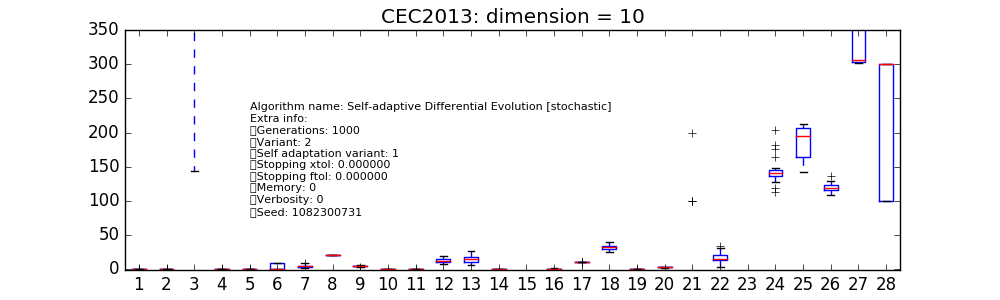 CEC2013: dimension = 10
350
300
250
200
150
100
50
0
Algorithm name: Self-adaptive Differential Evolution [stochastic]
Extra info:
Generations: 1000
Variant: 2
Self adaptation variant: 1
Stopping xtol: 0.000000
Stopping ftol: 0.000000
Memory: 0
Verbosity: 0
Seed: 1082300731
1 2 3 4 5 6 7 8 9 10 11 12 13 14 15 16 17 18 19 20 21 22 23 24 25 26 27 28